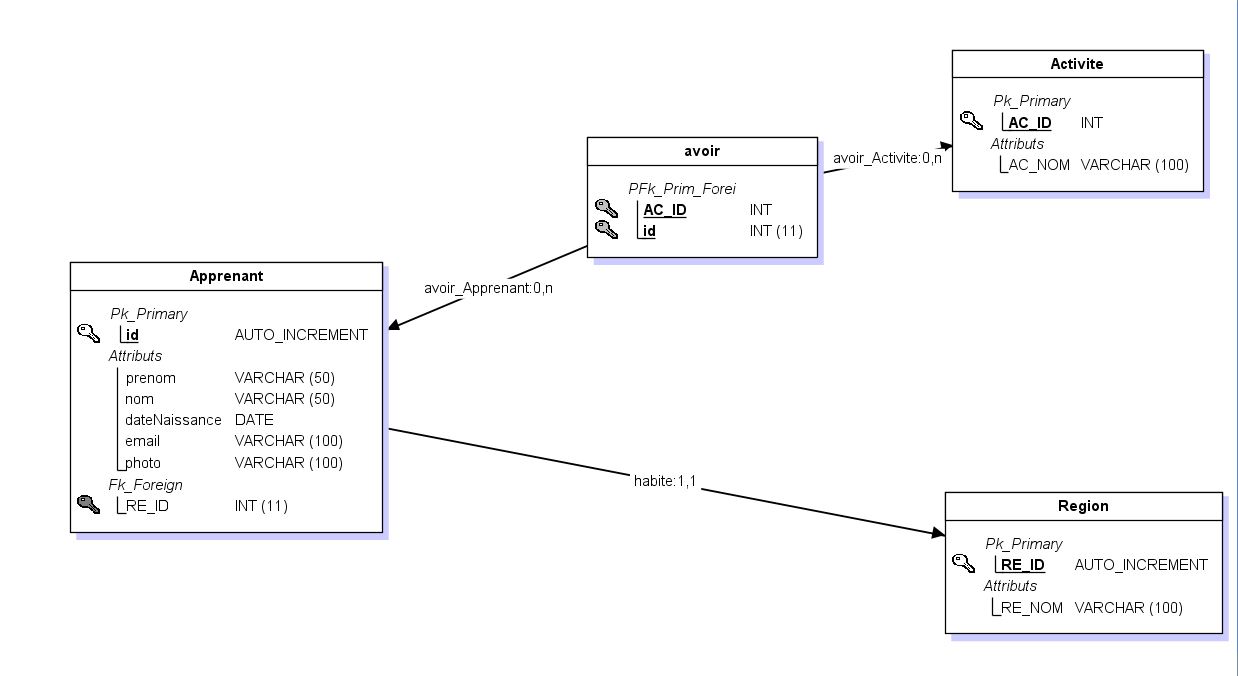 Activite
Pk_Primary
AC_ID INT
Attributs
AC_NOM VARCHAR (100)
avoir
PFk_Prim_Forei
AC_ID INT
id INT (11)
avoir_Activite:0,n
avoir_Apprenant:0,n
Apprenant
Pk_Primary
id AUTO_INCREMENT
Attributs
prenom VARCHAR (50)
nom VARCHAR (50)
dateNaissance DATE
email VARCHAR (100)
photo VARCHAR (100)
Fk_Foreign
RE_ID INT (11)
habite:1,1
Region
Pk_Primary
RE_ID AUTO_INCREMENT
Attributs
RE_NOM VARCHAR (100)